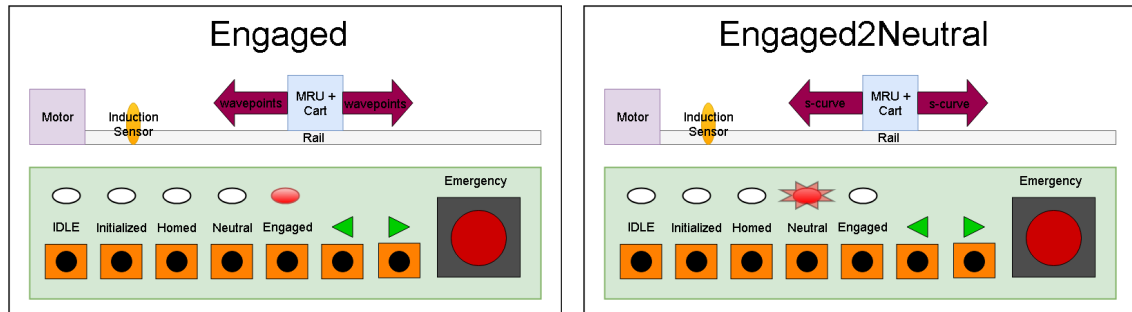 Engaged
wavepoints
MRU +
Cart
wavepoints
Motor
Induction
Sensor
Rail
Emergency
IDLE
Initialized
Homed
Neutral
Engaged
Engaged2Neutral
s-curve
MRU +
Cart
s-curve
Motor
Induction
Sensor
Rail
Emergency
IDLE
Initialized
Homed
Neutral
Engaged